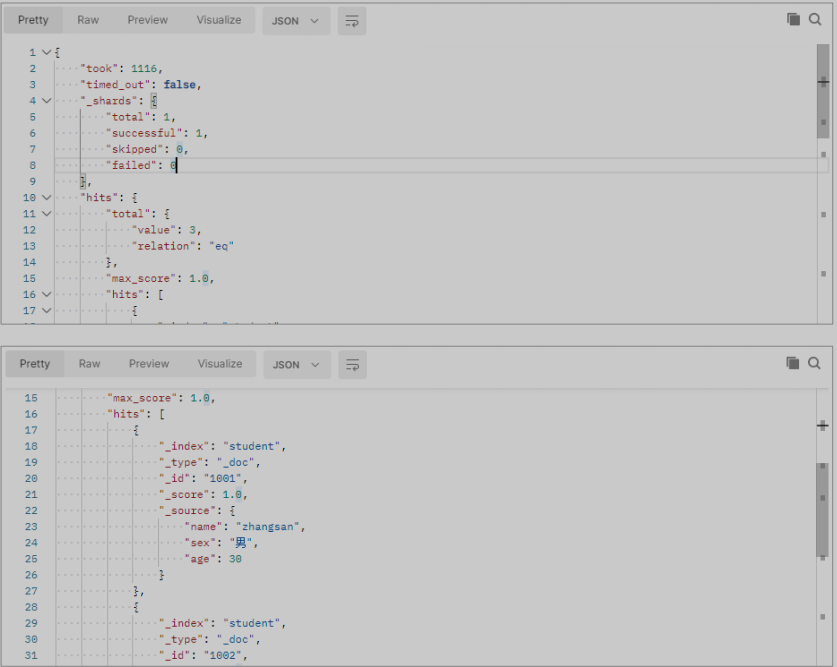 Pretty Raw Preview Visualize JSON
1 {
2 "took": 1116,
3 "timed_out": false,
4 "_shards": {
5 "total": 1,
6 "successful": 1,
7 "skipped": 0,
8 "failed": 0
9 },
10 "hits": {
11 "total": {
12 "value": 3,
13 "relation": "eq"
14 },
15 "max_score": 1.0,
16 "hits": [
17 {
Pretty Raw Preview Visualize JSON
15 "max_score": 1.0,
16 "hits": [
17 {
18 "_index": "student",
19 "_type": "_doc",
20 "_id": "1001",
21 "_score": 1.0,
22 "_source": {
23 "name": "zhangsan",
24 "sex": "男",
25 "age": 30
26 }
27 },
28 {
29 "_index": "student",
30 "_type": "_doc",
31 "_id": "1002",